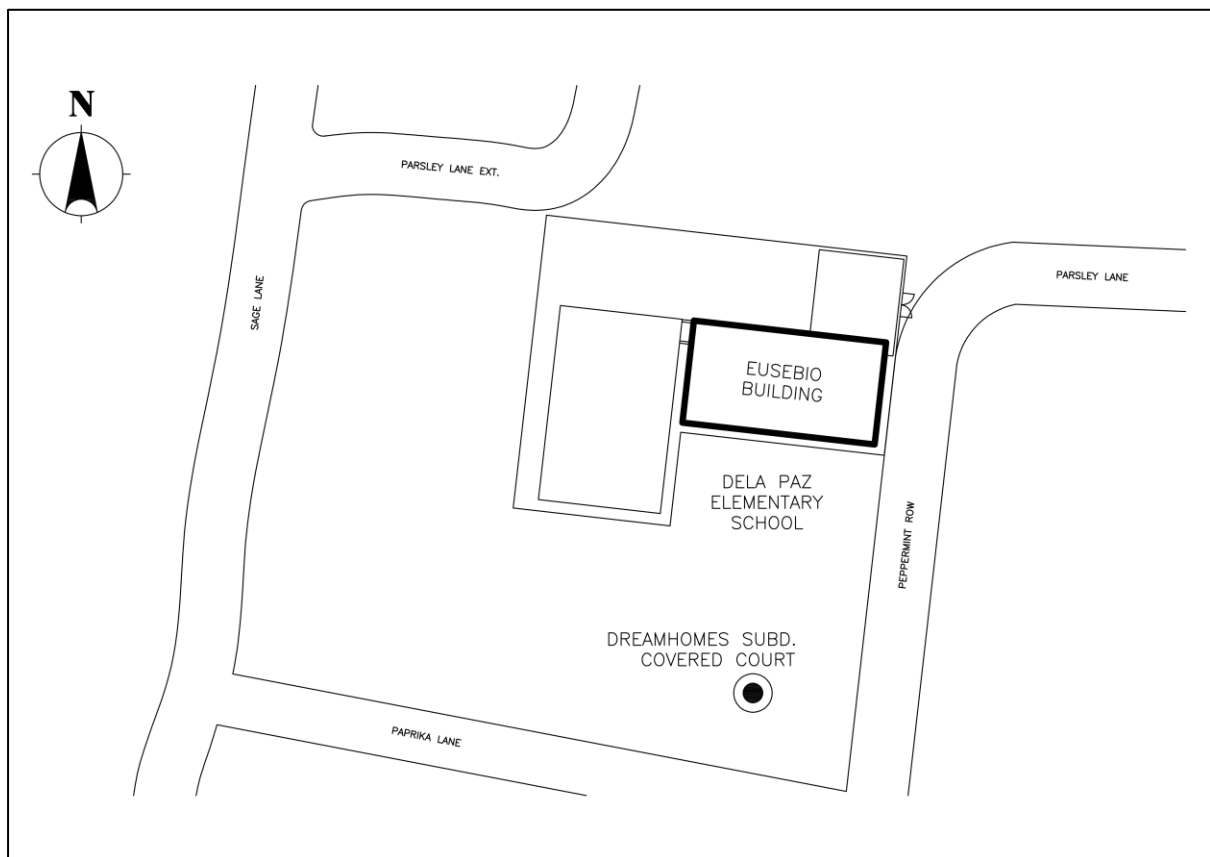 N
PARSLEY LANE EXT.
SAGE LANE
PARSLEY LANE
EUSEBIO
BUILDING
DELA PAZ
ELEMENTARY
SCHOOL
PEPPERMINT ROW
DREAMHOMES SUBD.
COVERED COURT
PAPRIKA LANE